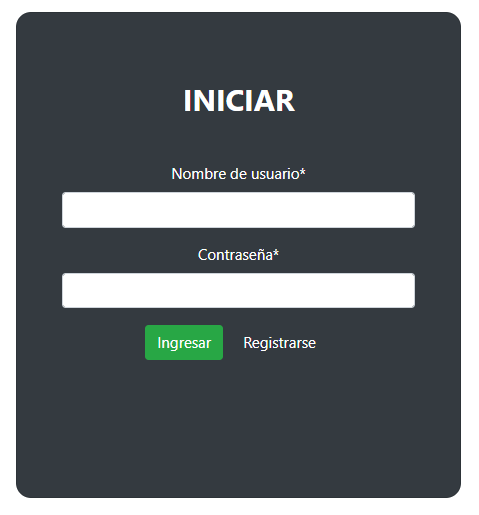 INICIAR
Nombre de usuario*
Contraseña*
Ingresar Registrarse